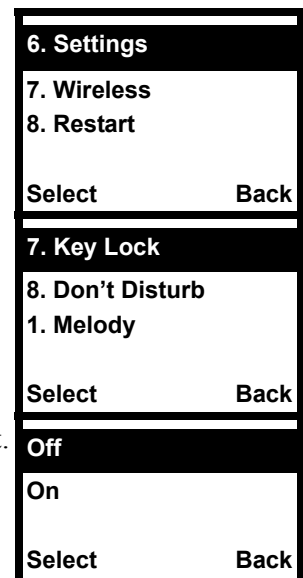 6. Settings
7. Wireless
8. Restart
Select Back
7. Key Lock
8. Don't Disturb
1. Melody
Select Back
Off
On
Select Back